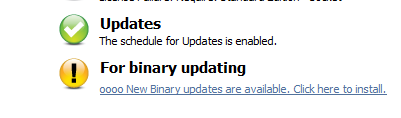 Updates
The schedule for Updates is enabled.
For binary updating
oooo New Binary updates are available. Click here to install.